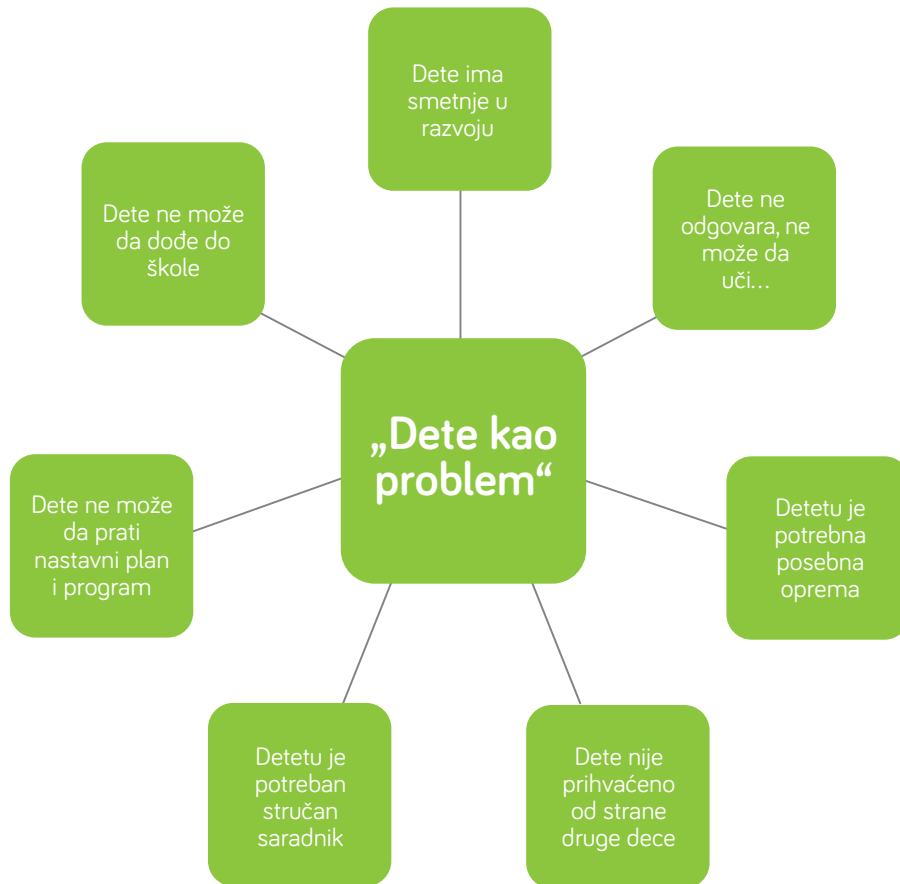 Dete ima
smetnje u
razvoju
Dete ne
odgovara, ne
može da
uči...
Dete ne može
da dođe do
škole
„Dete kao
problem“
Dete ne može
da prati
nastavni plan
i program
Detetu je
potrebna
posebna
oprema
Detetu je
potreban
stručan
saradnik
Dete nije
prihvaćeno
od strane
druge dece